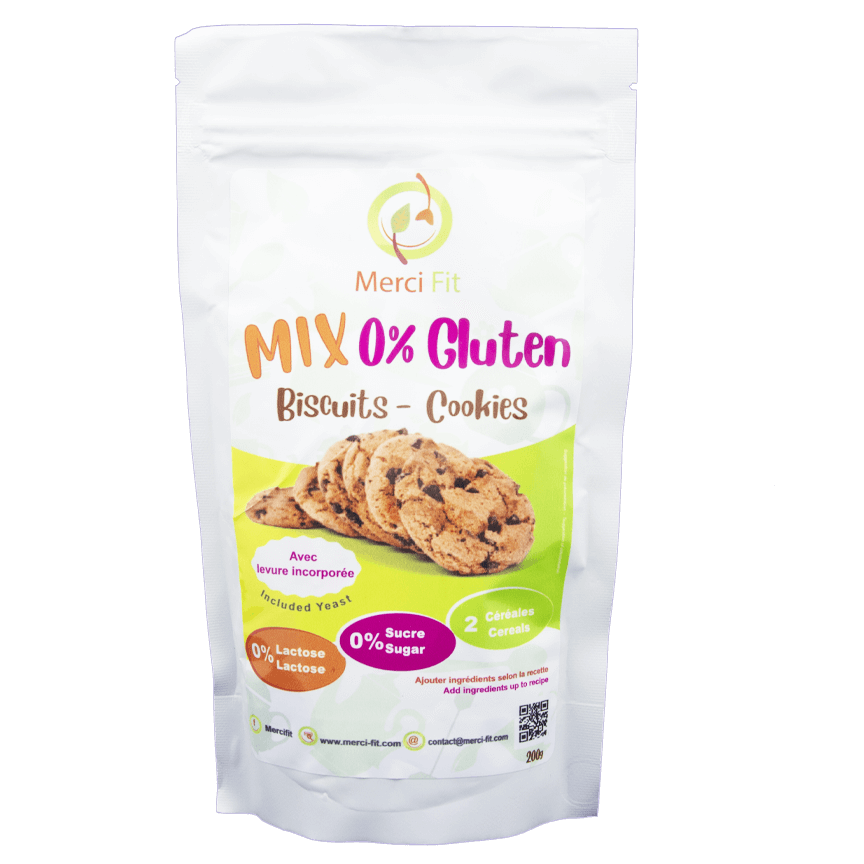 Merci Fit
MIX 0% Gluten
Biscuits - Cookies
Avec
levure incorporée
Included Yeast
0% Lactose
Lactose
0% Sucre
Sugar
2 Céréales
Cereals
Ajouter ingrédients selon la recette
Add ingredients up to recipe
Mercifit
www.merci-fit.com
contact@merci-fit.com
200g